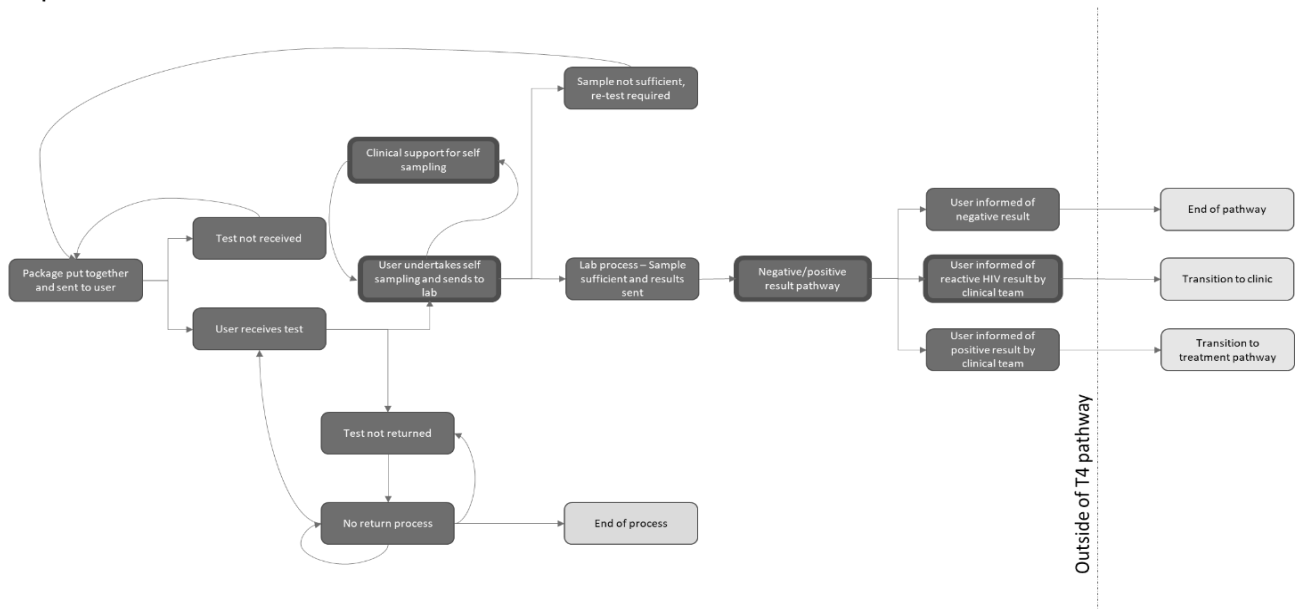 Sample not sufficient,
re-test required
Clinical support for self
sampling
Test not received
Package put together
and sent to user
User receives test
User undertakes self
sampling and sends to
lab
Lab process – Sample
sufficient and results
sent
Negative/positive
result pathway
User informed of
negative result
User informed of
reactive HIV result by
clinical team
User informed of
positive result by
clinical team
End of pathway
Transition to clinic
Transition to
treatment pathway
Test not returned
No return process
End of process
Outside of T4 pathway